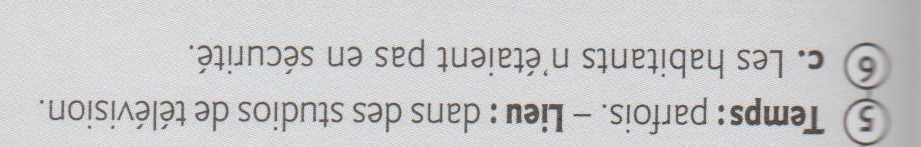 5 Temps : parfois. – Lieu : dans des studios de télévision.
6 c. Les habitants n'étaient pas en sécurité.